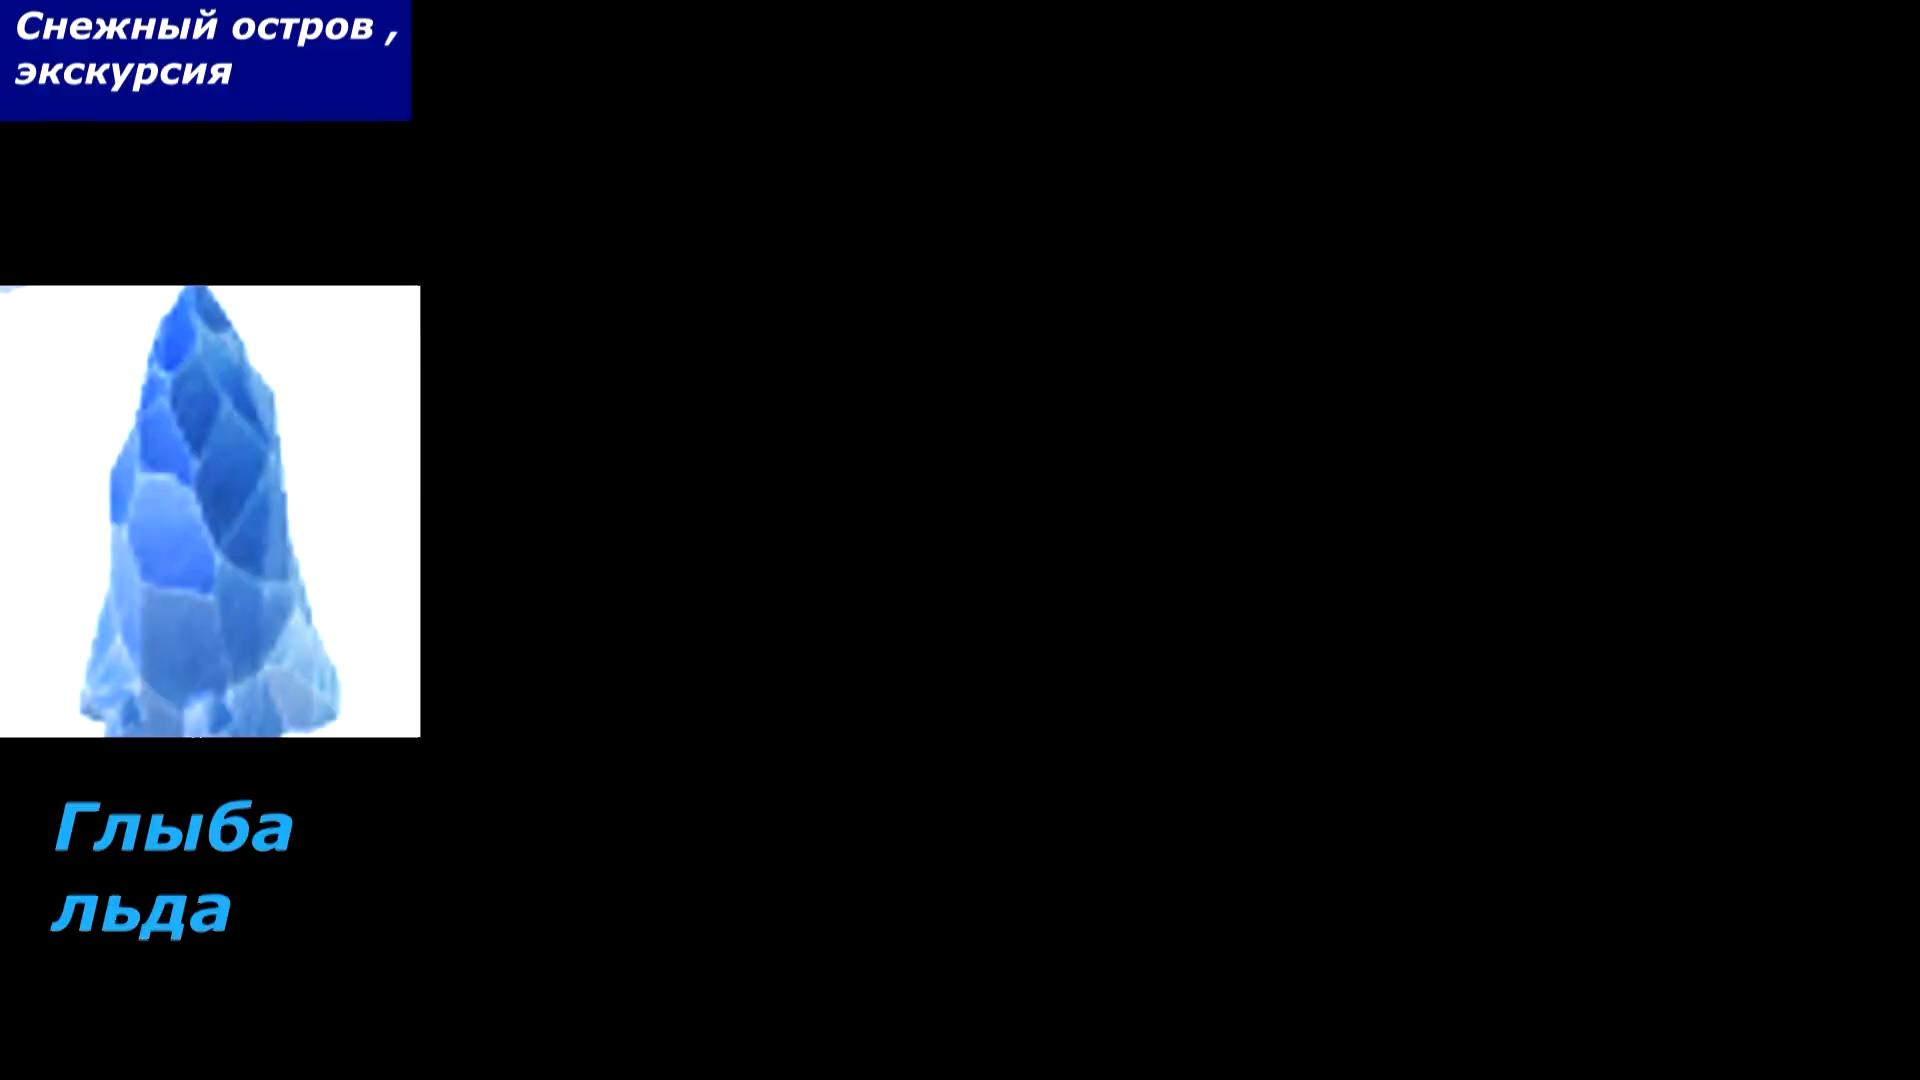 Снежный остров ,
экскурсия
Глыба
льда